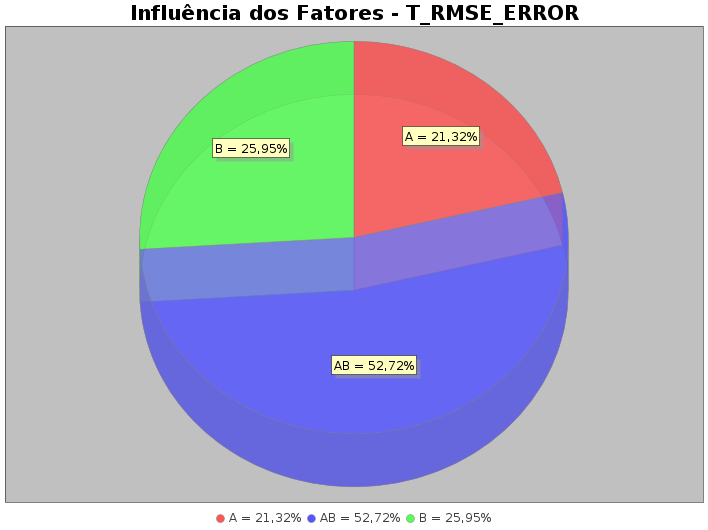 Influência dos Fatores - T_RMSE_ERROR
A = 21,32%
B = 25,95%
AB = 52,72%
A = 21,32% AB = 52,72% B = 25,95%